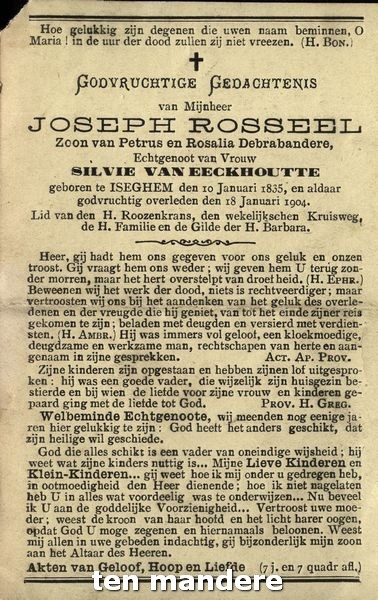 Hoe gelukkig zijn degenen die uwen naam beminnen, O
Maria! in de uur der dood zullen zij niet vreezen. (H. BON.)
GODVRUCHTIGE GEDACHTENIS
van Mijnheer
JOSEPH ROSSEEL
Zoon van Petrus en Rosalia Debrabandere,
Echtgenoot van Vrouw
SILVIE VAN EECKHOUTTE
geboren te ISEGHEM den 10 Januari 1835, en aldaar
godvruchtig overleden den 18 Januari 1904.
Lid van den H. Roozenkrans, den wekelijkschen Kruisweg,
de H. Familie en de Gilde der H. Barbara.
Heer, gij hadt hem ons gegeven voor ons geluk en onzen
troost. Gij vraagt hem ons weder; wij geven hem U terug zon-
der morren, maar het hert overstelpt van droefheid. (H. EPHR.)
Beweenen wij het werk der dood, niets is rechtveerdiger; maar
vertroosten wij ons bij het aandenken van het geluk des overle-
denen en der vreugde die hij geniet, van tot het einde zijner reis
gekomen te zijn; beladen met deugden en versierd met verdien-
sten. (H. AMBR.) Hij was immers vol geloof, een kloekmoedige,
deugdzame en werkzame man, rechtschapen van herte en aan-
genaam in zijne gesprekken. ACT. AP. PROV.
Zijne kinderen zijn opgestaan en hebben zijnen lof uitgespro-
ken: hij was een goede vader, die wijzelijk zijn huisgezin be-
stierde en bij wien de liefde voor zijne vrouw en kinderen ge-
paard ging met de liefde tot God. PROV. H. GREG.
Welbeminde Echtgenoote, wij meenden nog eenige ja-
ren hier gelukkig te zijn: God heeft het anders geschikt, dat
zijn heilige wil geschiede.
God die alles schikt is een vader van oneindige wijsheid; hij
weet wat zijne kinders nuttig is... Mijne Lieve Kinderen en
Klein-Kinderen... gij weet hoe ik mij onder u gedregen heb,
in ootmoedigheid den Heer dienende; hoe ik niet nagelaten
heb U in alles wat voordeelig was te onderwijzen... Nu beveel
ik U aan de goddelijke Voorzienigheid... Vertroost uwe moe-
der; weest de kroon van haar hoofd en het licht harer oogen,
opdat God U moge zegenen en hiernamaals beloonen. Weest
mij allen in uwe gebeden indachtig, gij bijzonderlijk mijn zoon
aan het Altaar des Heeren.
Akten van Geloof, Hoop en Liefde (7 j. en 7 quadr afl.)
ten mandere